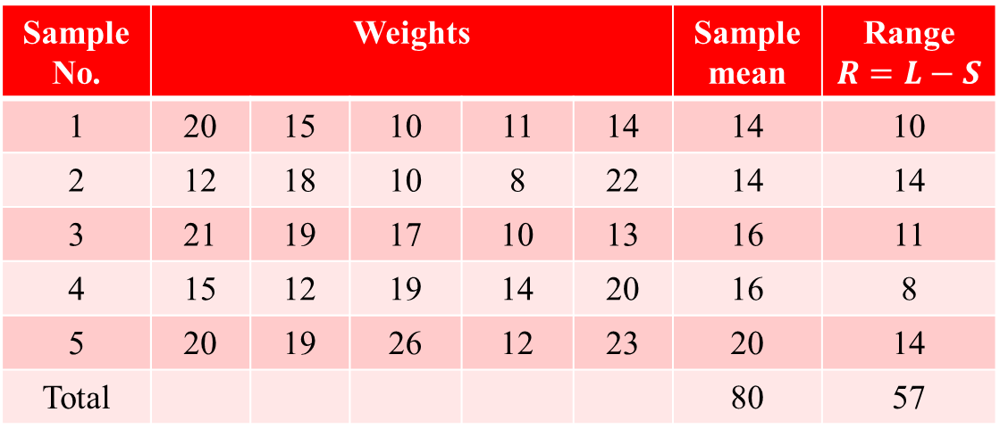 Sample No. Weights Sample mean Range R = L − S
1 20 15 10 11 14 14 10
2 12 18 10 8 22 14 14
3 21 19 17 10 13 16 11
4 15 12 19 14 20 16 8
5 20 19 26 12 23 20 14
Total 80 57